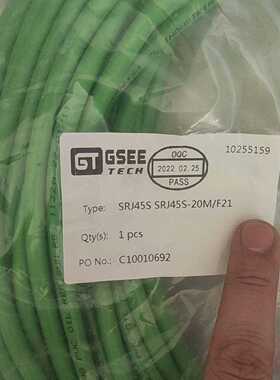 GT GSEE TECH
OQC
2022.02.25
PASS
10255159
Type: SRJ45S SRJ45S-20M/F21
Qty(s): 1 pcs
PO No.: C10010692